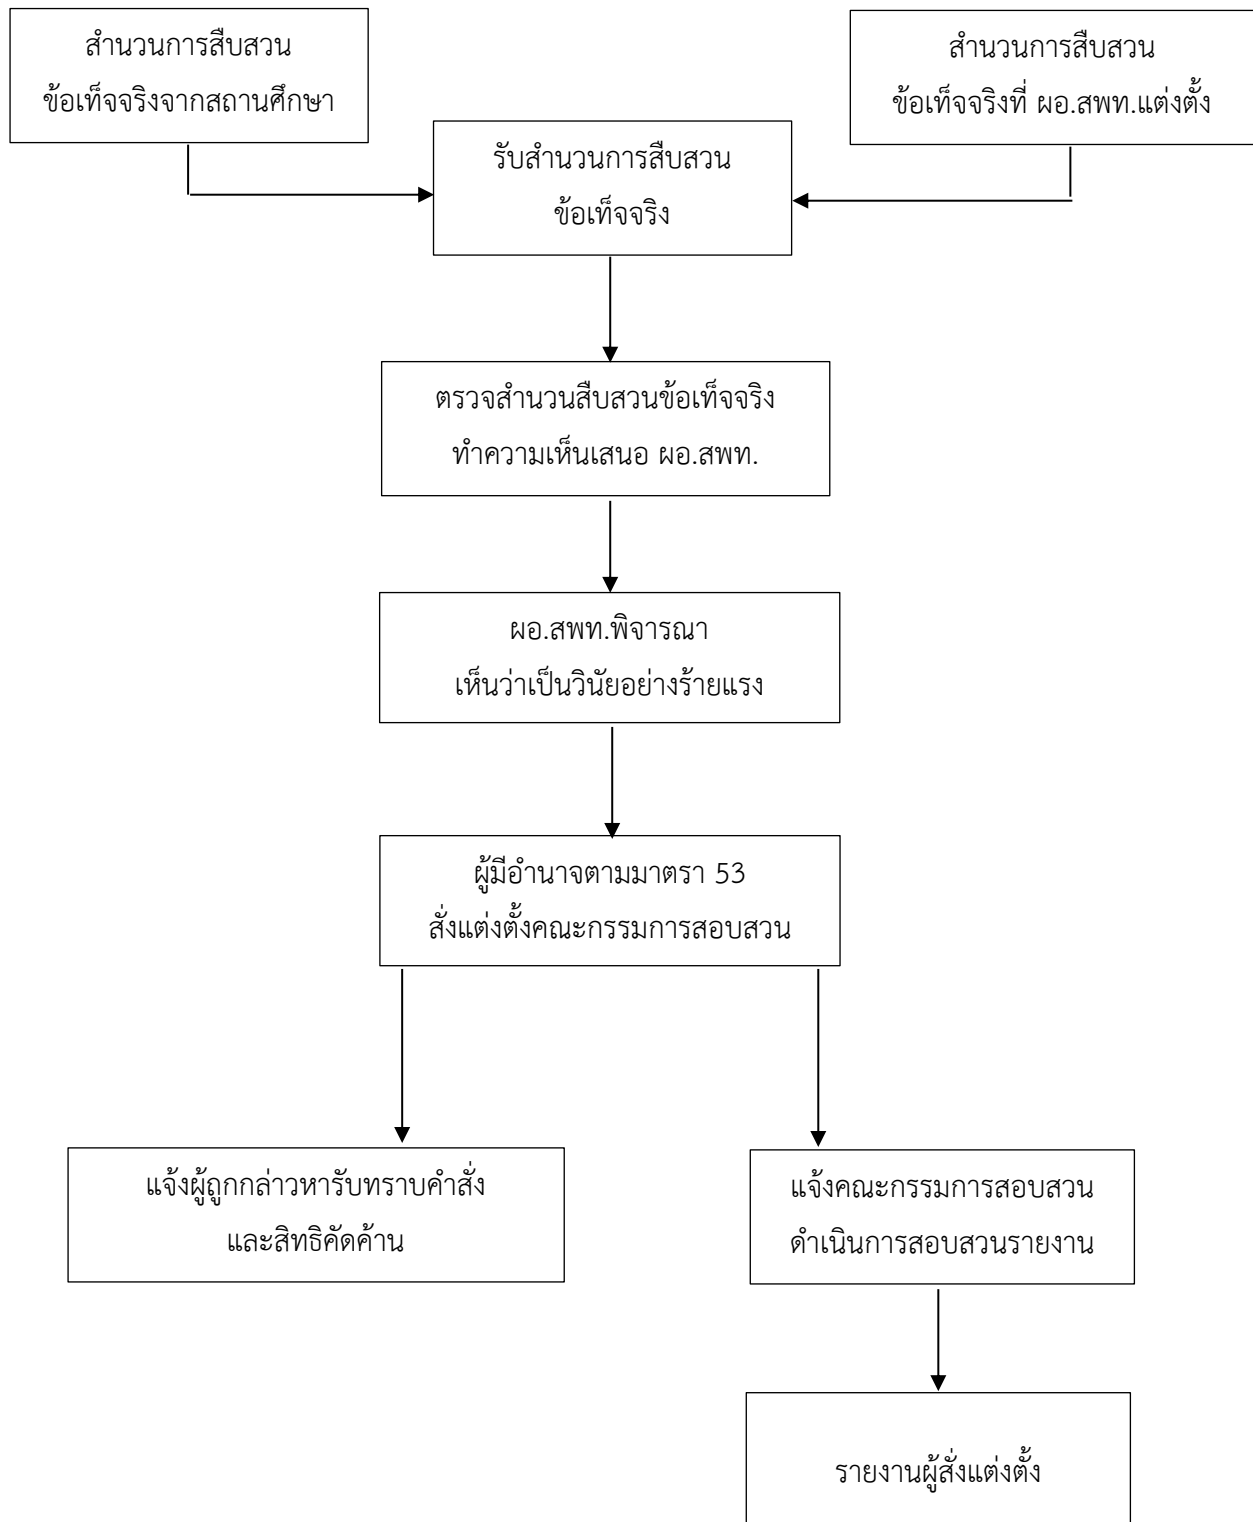 สำนวนการสืบสวน
ข้อเท็จจริงจากสถานศึกษา
สำนวนการสืบสวน
ข้อเท็จจริงที่ ผอ.สพท.แต่งตั้ง
รับสำนวนการสืบสวน
ข้อเท็จจริง
ตรวจสำนวนสืบสวนข้อเท็จจริง
ทำความเห็นเสนอ ผอ.สพท.
ผอ.สพท.พิจารณา
เห็นว่าเป็นวินัยอย่างร้ายแรง
ผู้มีอำนาจตามมาตรา 53
สั่งแต่งตั้งคณะกรรมการสอบสวน
แจ้งผู้ถูกกล่าวหารับทราบคำสั่ง
และสิทธิคัดค้าน
แจ้งคณะกรรมการสอบสวน
ดำเนินการสอบสวนรายงาน
รายงานผู้สั่งแต่งตั้ง